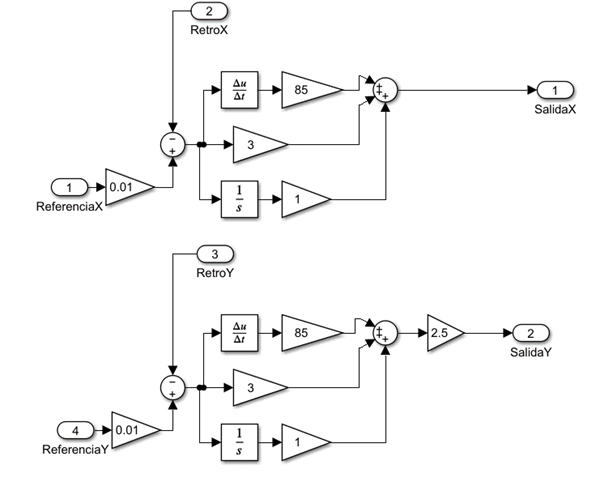 2
RetroX
Δu
Δt
85
1
SalidaX
−
+
3
1
ReferenciaX
0.01
1
s
1
+
+
+
3
RetroY
Δu
Δt
85
2.5
2
SalidaY
−
+
3
4
ReferenciaY
0.01
1
s
1
+
+
+